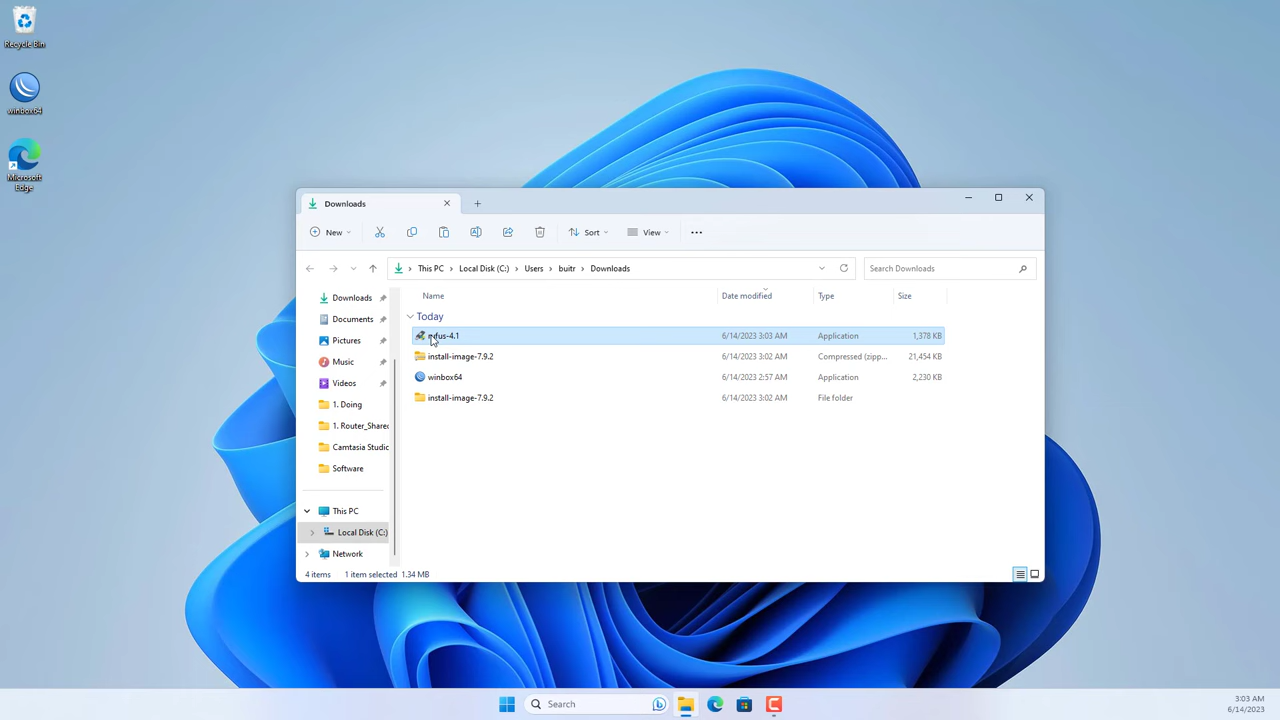 Recycle Bin
winbox64
Microsoft
Edge
Downloads
New
Sort
View
This PC
Local Disk (C:)
Users
buitr
Downloads
Search Downloads
Name
Date modified
Type
Size
Downloads
Documents
Pictures
Music
Videos
1. Doing
1. Router_Shared
Camtasia Studio
Software
This PC
Local Disk (C:)
Network
Today
rufus-4.1 6/14/2023 3:03 AM Application 1,378 KB
install-image-7.9.2 6/14/2023 3:02 AM Compressed (zipp... 21,454 KB
winbox64 6/14/2023 2:57 AM Application 2,230 KB
install-image-7.9.2 6/14/2023 3:02 AM File folder
4 items 1 item selected 1.34 MB
Search
3:03 AM
6/14/2023